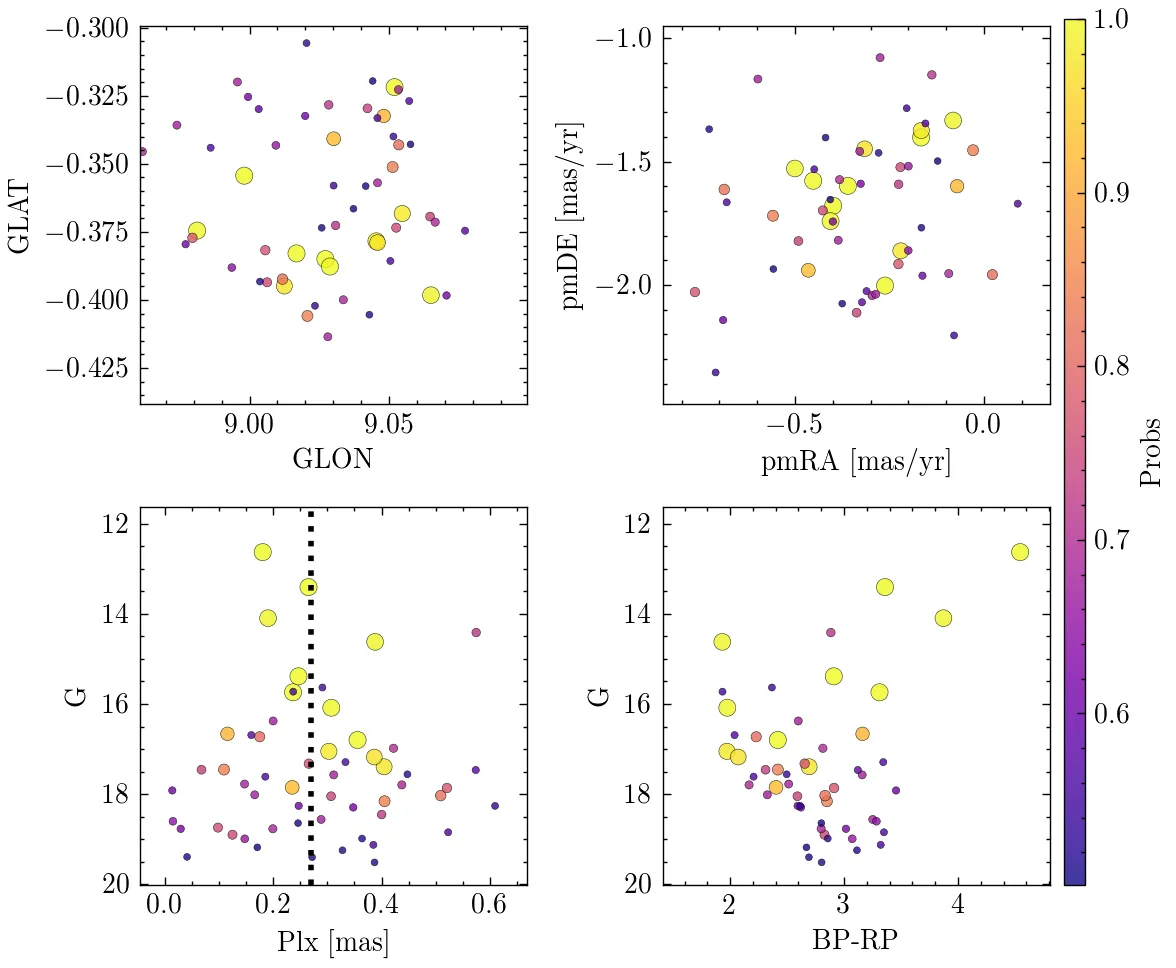 −0.300
−0.325
−0.350
−0.375
−0.400
−0.425
GLAT
9.00 9.05
GLON
−1.0
−1.5
−2.0
pmDE [mas/yr]
−0.5 0.0
pmRA [mas/yr]
12
14
16
18
20
G
0.0 0.2 0.4 0.6
Plx [mas]
12
14
16
18
20
G
2 3 4
BP-RP
1.0
0.9
0.8
0.7
0.6
Probs